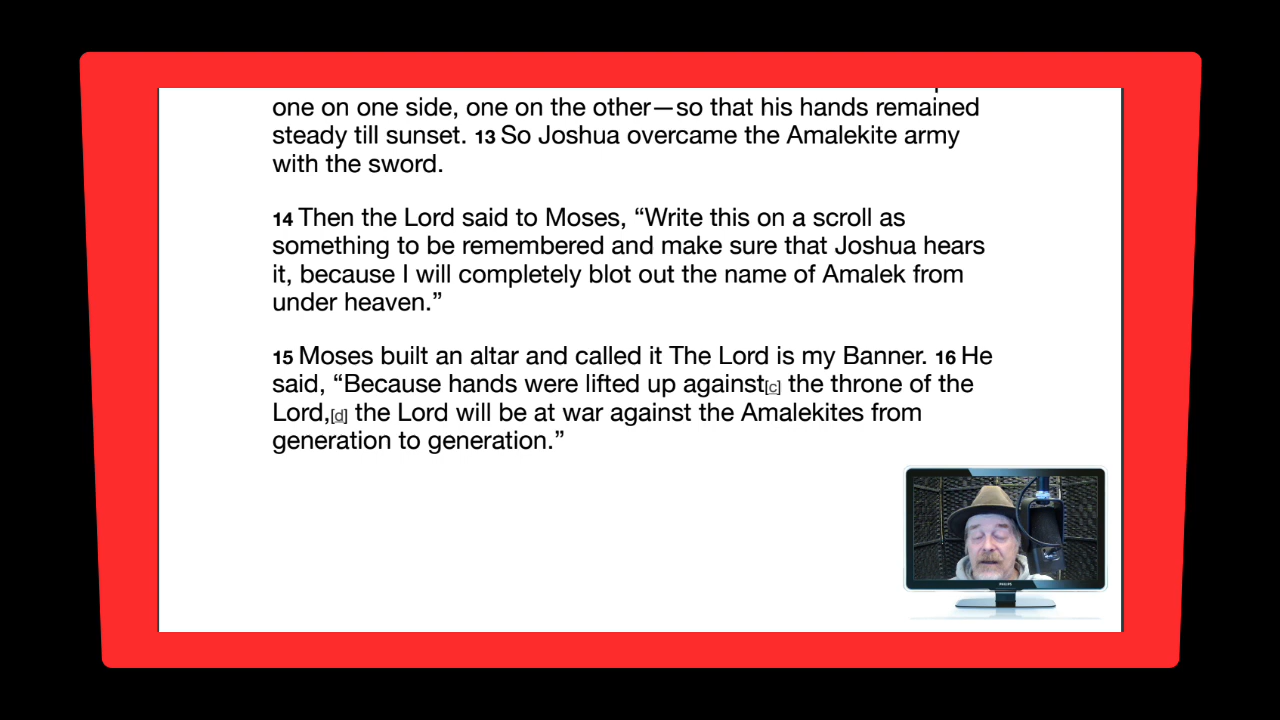 one on one side, one on the other—so that his hands remained
steady till sunset. 13 So Joshua overcame the Amalekite army
with the sword.
14 Then the Lord said to Moses, “Write this on a scroll as
something to be remembered and make sure that Joshua hears
it, because I will completely blot out the name of Amalek from
under heaven.”
15 Moses built an altar and called it The Lord is my Banner. 16 He
said, “Because hands were lifted up against[c] the throne of the
Lord,[d] the Lord will be at war against the Amalekites from
generation to generation.”
PHILIPS